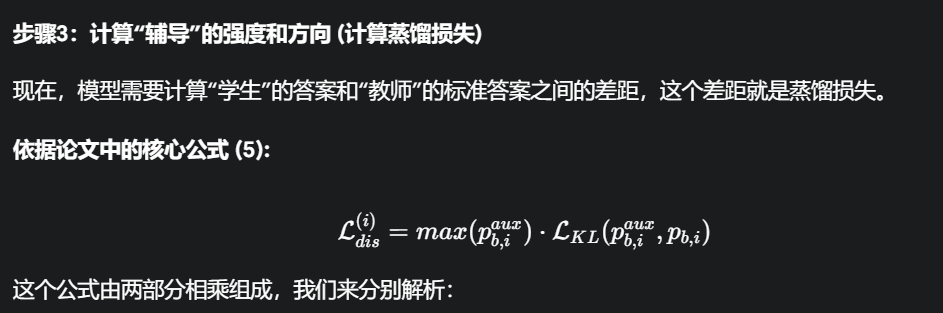 步骤3：计算“辅导”的强度和方向 (计算蒸馏损失)
现在，模型需要计算“学生”的答案和“教师”的标准答案之间的差距，这个差距就是蒸馏损失。
依据论文中的核心公式 (5):
$\mathcal{L}_{dis}^{(i)} = max(p_{b,i}^{aux}) \cdot \mathcal{L}_{KL}(p_{b,i}^{aux}, p_{b,i})$
这个公式由两部分相乘组成，我们来分别解析：